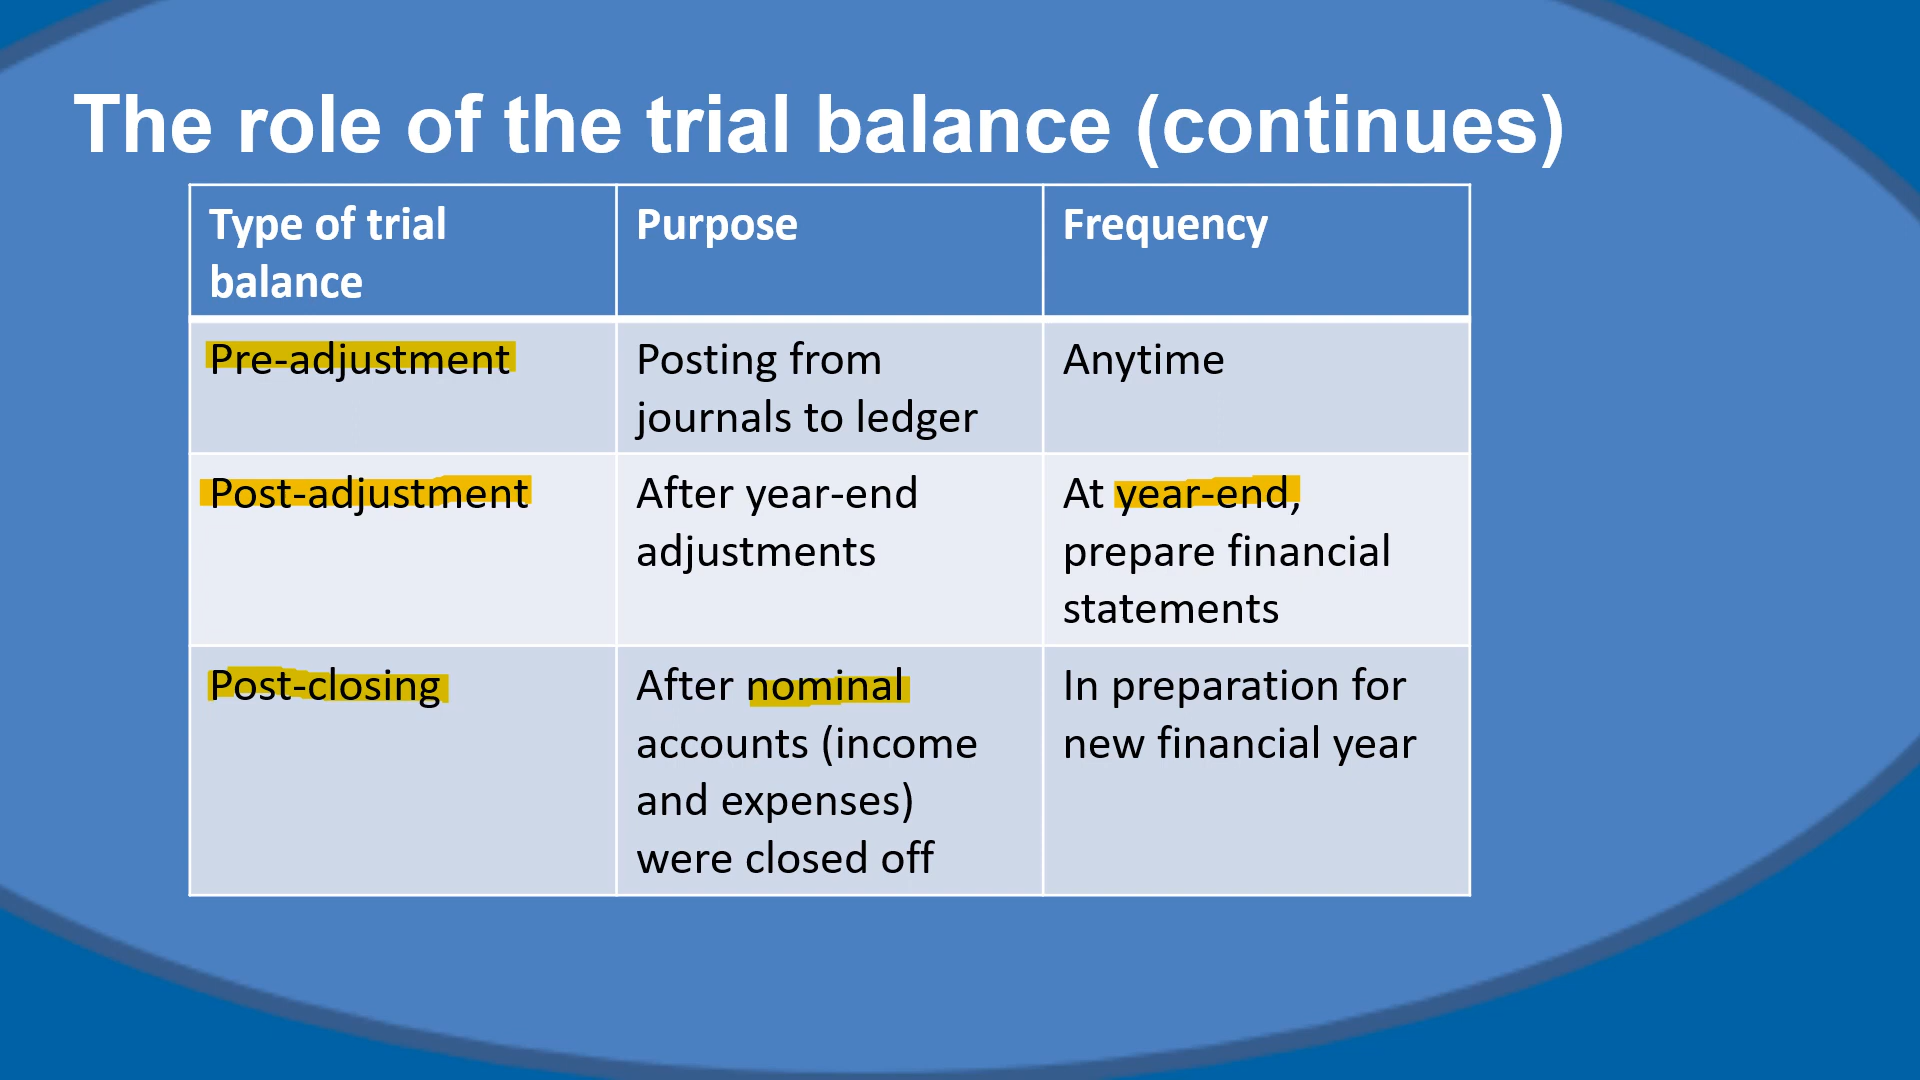 The role of the trial balance (continues)
Type of trial
balance
Purpose
Frequency
Pre-adjustment
Posting from
journals to ledger
Anytime
Post-adjustment
After year-end
adjustments
At year-end,
prepare financial
statements
Post-closing
After nominal
accounts (income
and expenses)
were closed off
In preparation for
new financial year